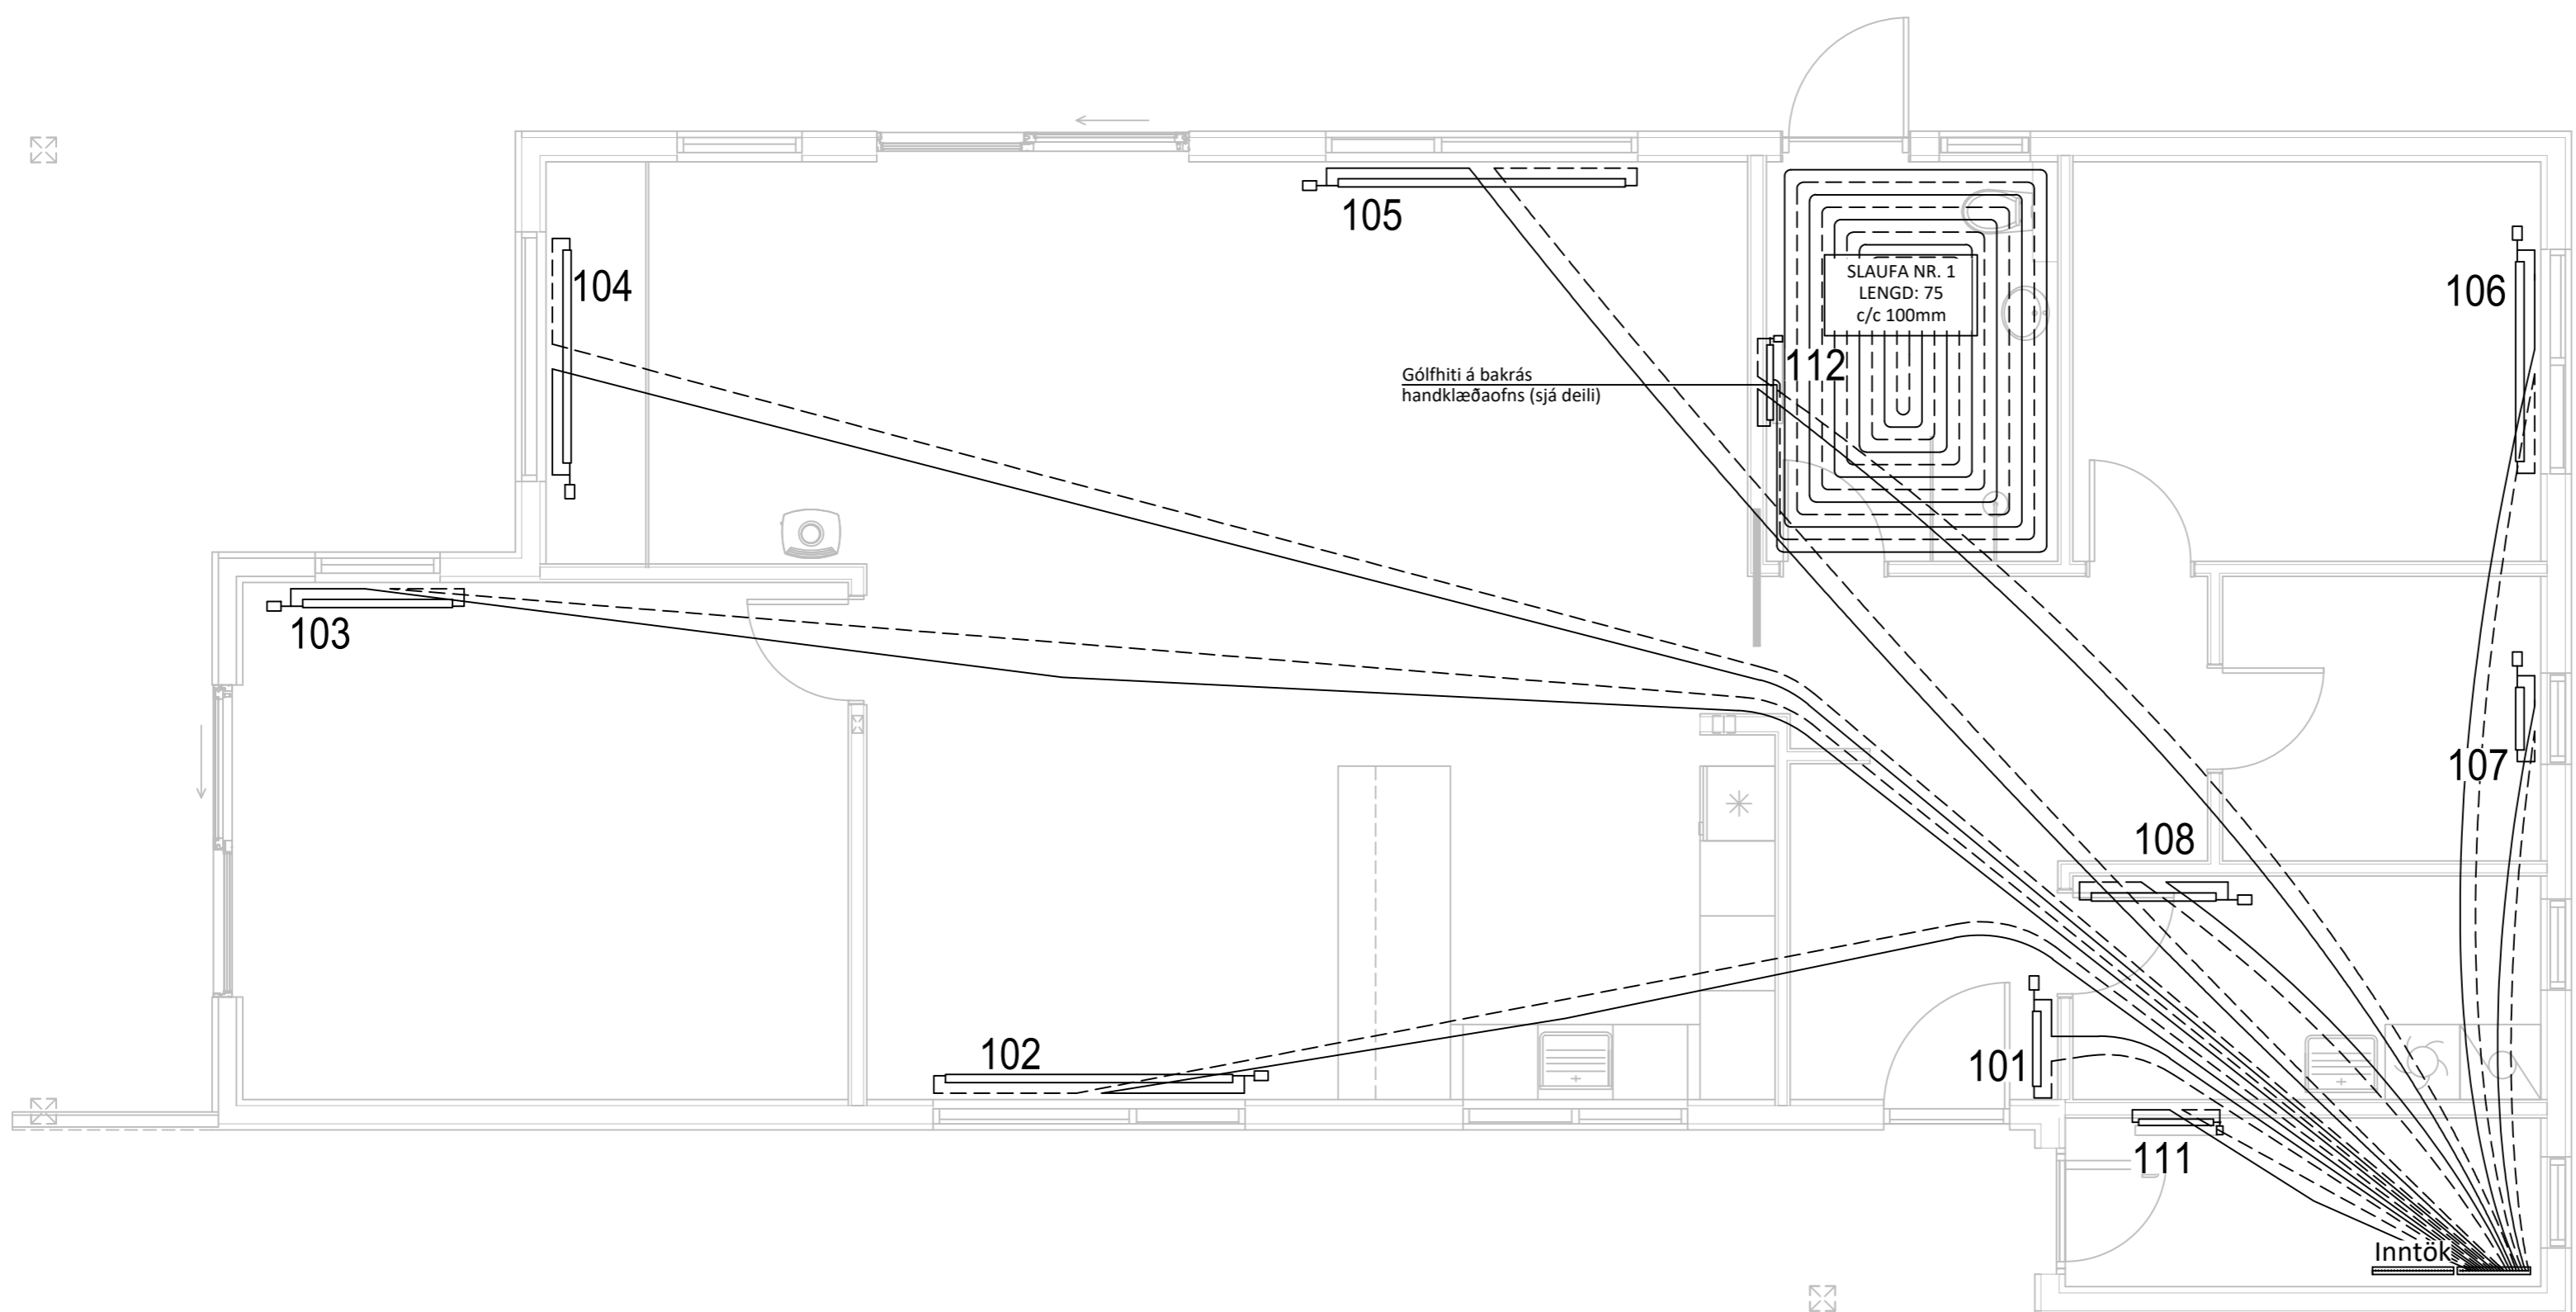 105
104
106
SLAUFA NR. 1
LENGD: 75
c/c 100mm
112
Gólfhiti á bakrás
handklæðaofns (sjá deili)
103
107
108
102
101
111
Inntök